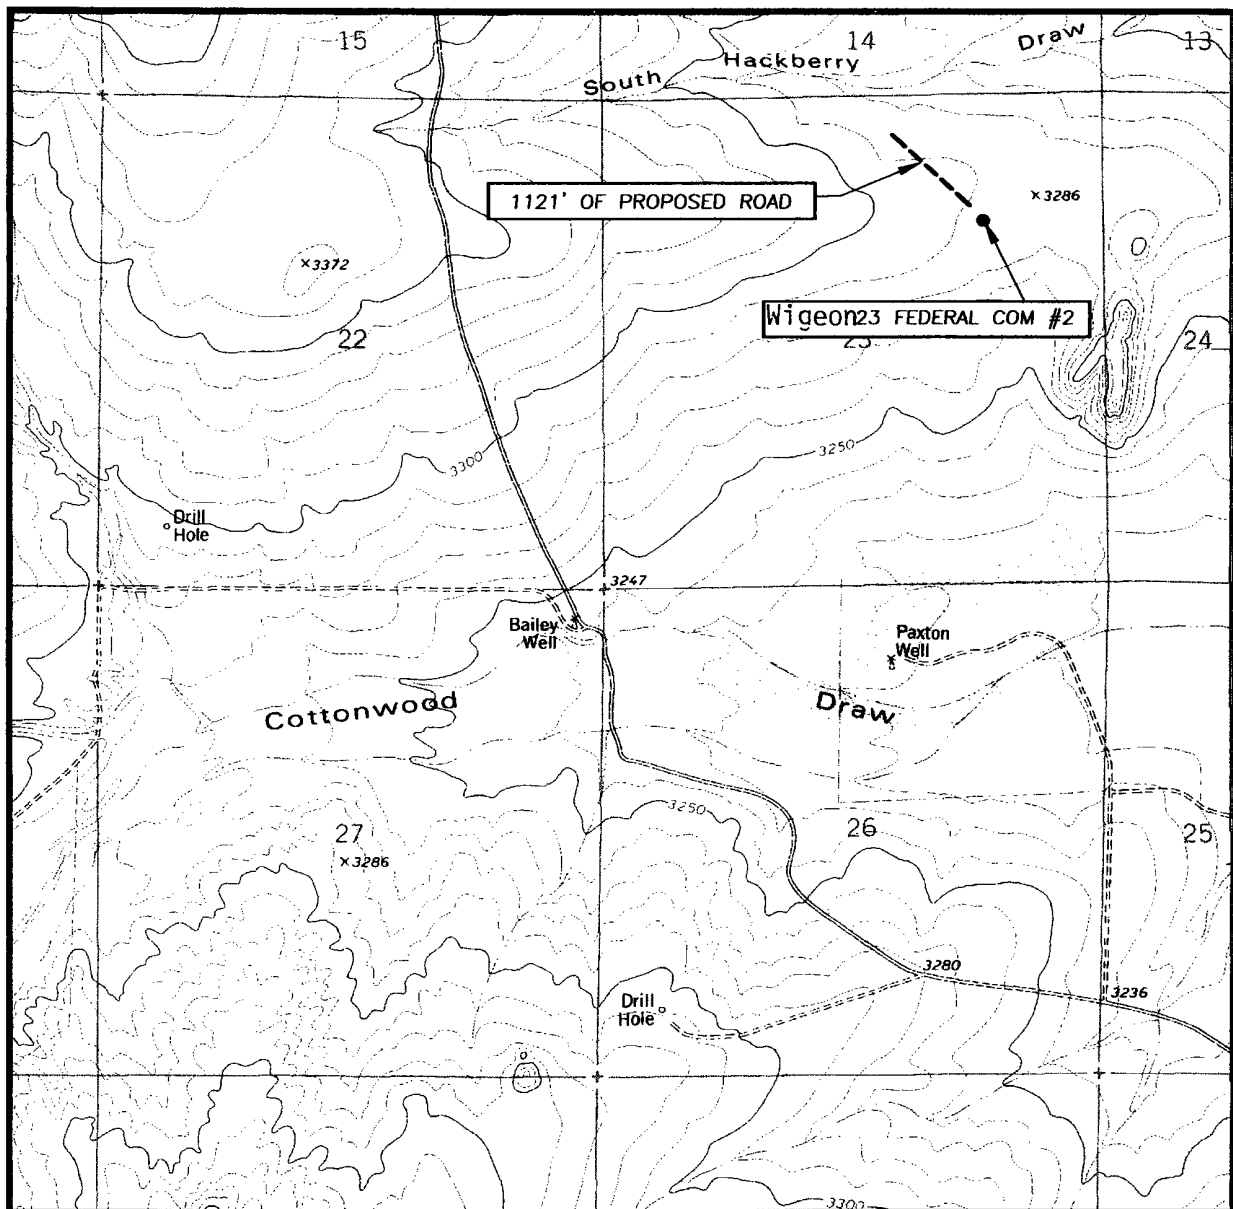 15
14
Draw
13
South
Hackberry
1121' OF PROPOSED ROAD
×3286
×3372
Wigeon23 FEDERAL COM #2
22
23
24
3250
3300
Drill
Hole
3247
Bailey
Well
Paxton
Well
Cottonwood
Draw
3250
26
25
27
×3286
3280
3236
Drill
Hole
3300